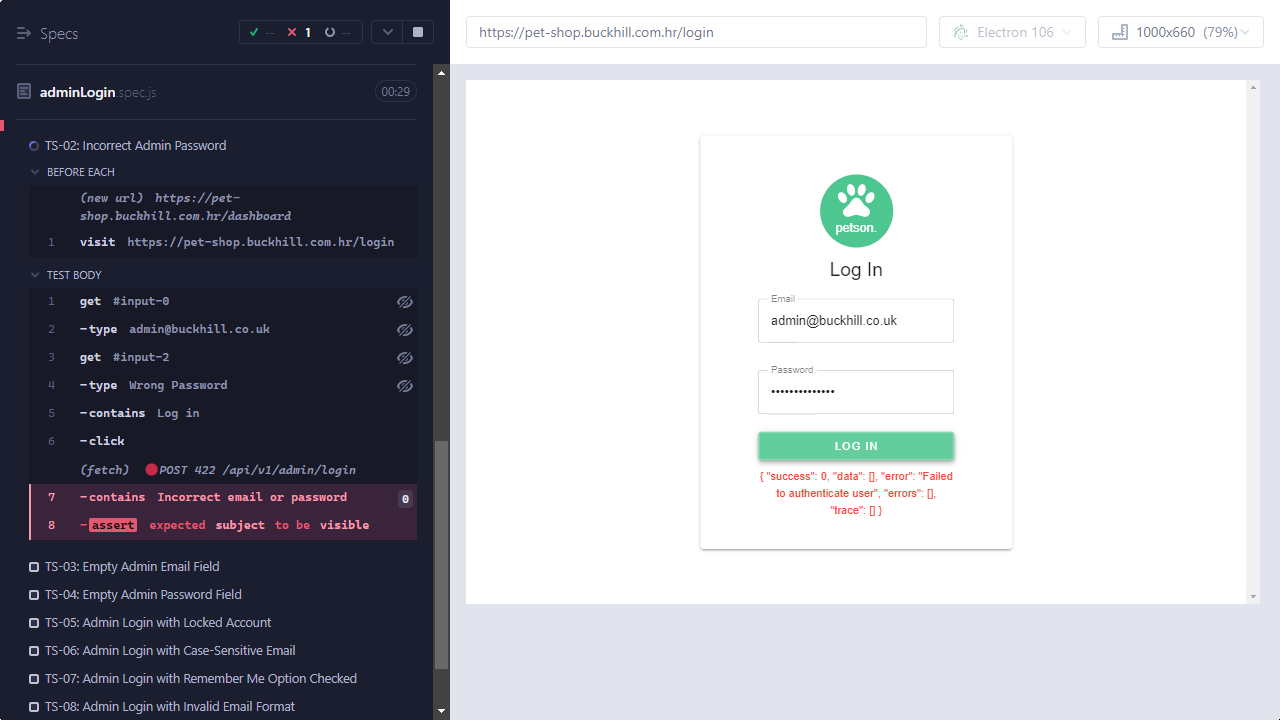 Specs
-- 1 --
adminLogin.spec.js
00:29
TS-02: Incorrect Admin Password
BEFORE EACH
(new url) https://pet-
shop.buckhill.com.hr/dashboard
1 visit https://pet-shop.buckhill.com.hr/login
TEST BODY
1 get #input-0
2 -type admin@buckhill.co.uk
3 get #input-2
4 -type Wrong Password
5 -contains Log in
6 -click
(fetch) POST 422 /api/v1/admin/login
7 -contains Incorrect email or password 0
8 -assert expected subject to be visible
TS-03: Empty Admin Email Field
TS-04: Empty Admin Password Field
TS-05: Admin Login with Locked Account
TS-06: Admin Login with Case-Sensitive Email
TS-07: Admin Login with Remember Me Option Checked
TS-08: Admin Login with Invalid Email Format
https://pet-shop.buckhill.com.hr/login
Electron 106
1000x660 (79%)
petson.
Log In
Email
admin@buckhill.co.uk
Password
••••••••••••••
LOG IN
{ "success": 0, "data": [], "error": "Failed
to authenticate user", "errors": [],
"trace": [] }